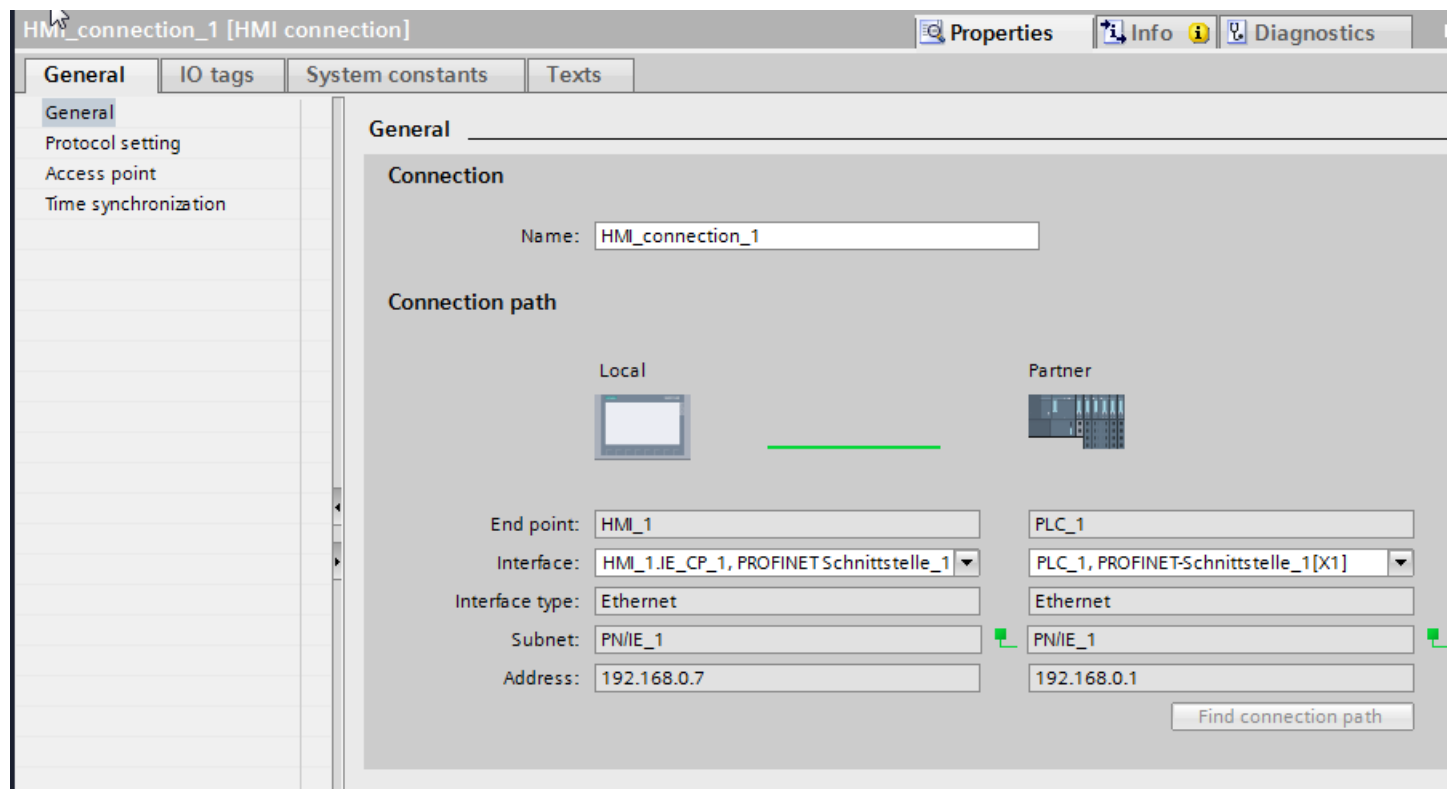 HMI_connection_1 [HMI connection]
Properties
Info
Diagnostics
General
IO tags
System constants
Texts
General
Protocol setting
Access point
Time synchronization
General
Connection
Name: HMI_connection_1
Connection path
Local Partner
End point: HMI_1 PLC_1
Interface: HMI_1.IE_CP_1, PROFINET Schnittstelle_1 PLC_1, PROFINET-Schnittstelle_1[X1]
Interface type: Ethernet Ethernet
Subnet: PN/IE_1 PN/IE_1
Address: 192.168.0.7 192.168.0.1
Find connection path